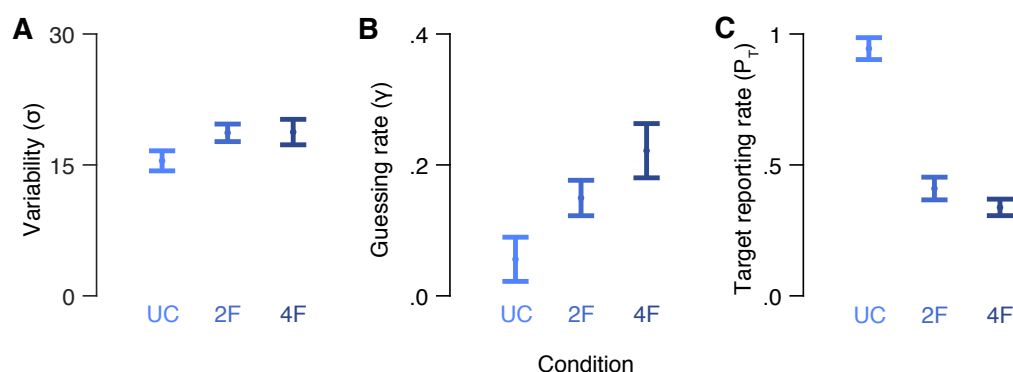 A
Variability (σ)
30
15
0
UC 2F 4F
B
Guessing rate (γ)
.4
.2
.0
UC 2F 4F
C
Target reporting rate (P_T)
1
.5
.0
UC 2F 4F
Condition